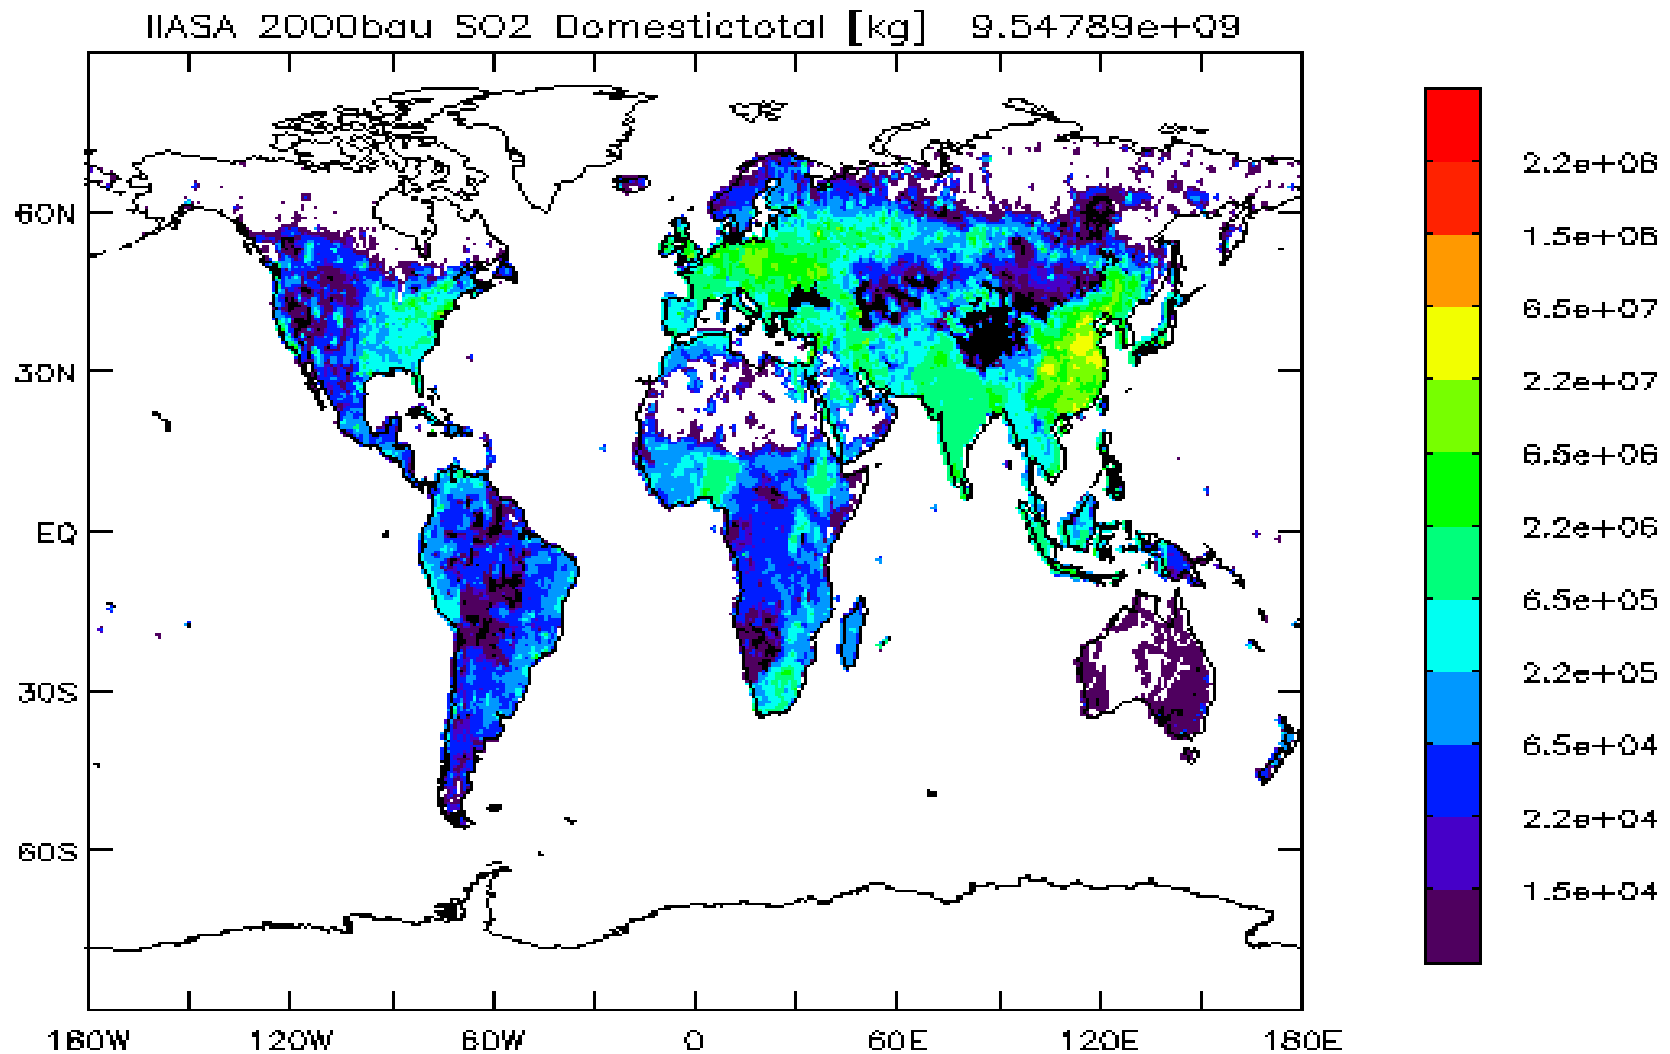 IIASA 2000bau SO2 Domestictotal [kg] 9.54789e+09
60N
30N
EQ
30S
60S
180W 120W 60W 0 60E 120E 180E
2.2e+08
1.5e+08
6.5e+07
2.2e+07
6.5e+06
2.2e+06
6.5e+05
2.2e+05
6.5e+04
2.2e+04
1.5e+04